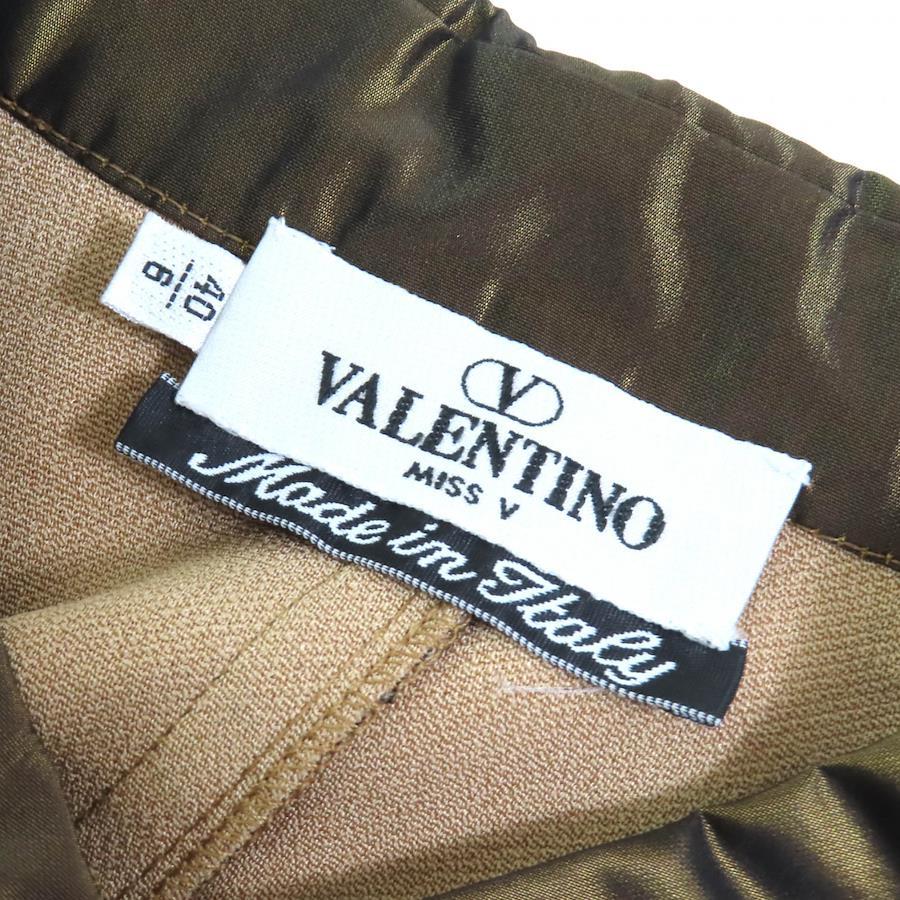 40
6
V
VALENTINO
MISS V
Made in Italy